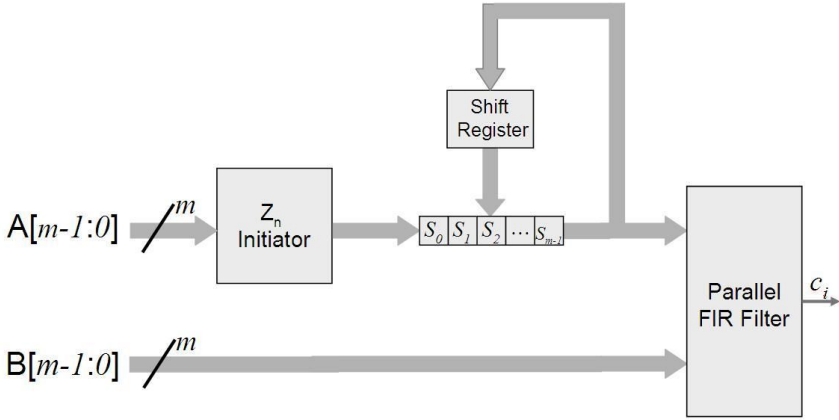 Shift
Register
A[m-1:0]
m
Zn
Initiator
S0 S1 S2 ... Sm-1
Parallel
FIR Filter
ci
B[m-1:0]
m